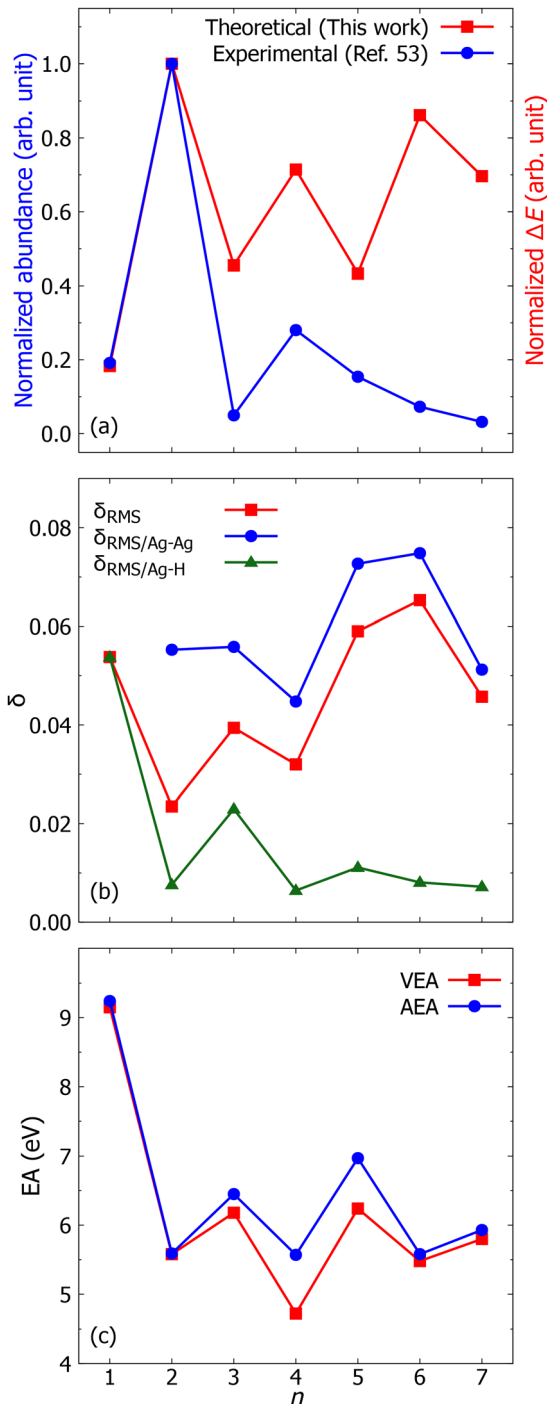 Theoretical (This work)
Experimental (Ref. 53)
Normalized abundance (arb. unit)
Normalized ΔE (arb. unit)
1.0
0.8
0.6
0.4
0.2
0.0
(a)
δRMS
δRMS/Ag-Ag
δRMS/Ag-H
δ
0.08
0.06
0.04
0.02
0.00
(b)
VEA
AEA
EA (eV)
9
8
7
6
5
4
(c)
1 2 3 4 5 6 7
n